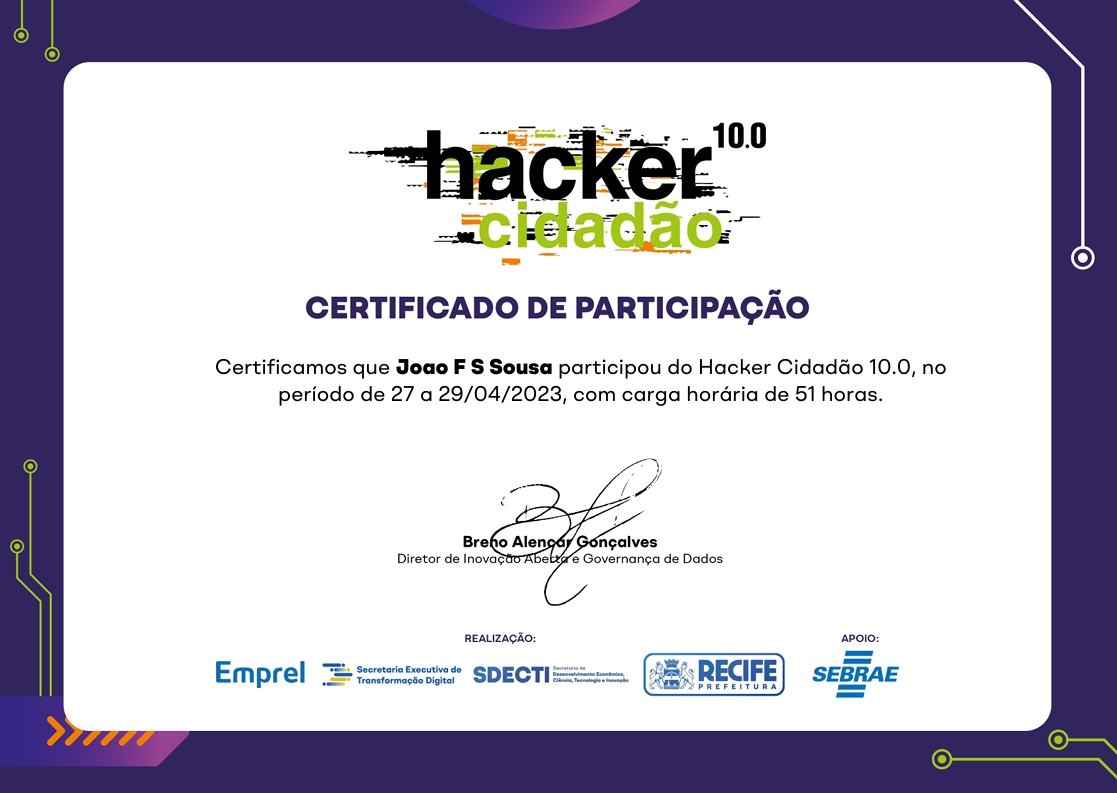 hacker 10.0
cidadão
CERTIFICADO DE PARTICIPAÇÃO
Certificamos que Joao F S Sousa participou do Hacker Cidadão 10.0, no
período de 27 a 29/04/2023, com carga horária de 51 horas.
Breno Alencar Gonçalves
Diretor de Inovação Aberta e Governança de Dados
REALIZAÇÃO:
APOIO:
Emprel
Secretaria Executiva de
Transformação Digital
SDECTI
Secretaria de
Desenvolvimento Econômico,
Ciência, Tecnologia e Inovação
RECIFE
PREFEITURA
SEBRAE